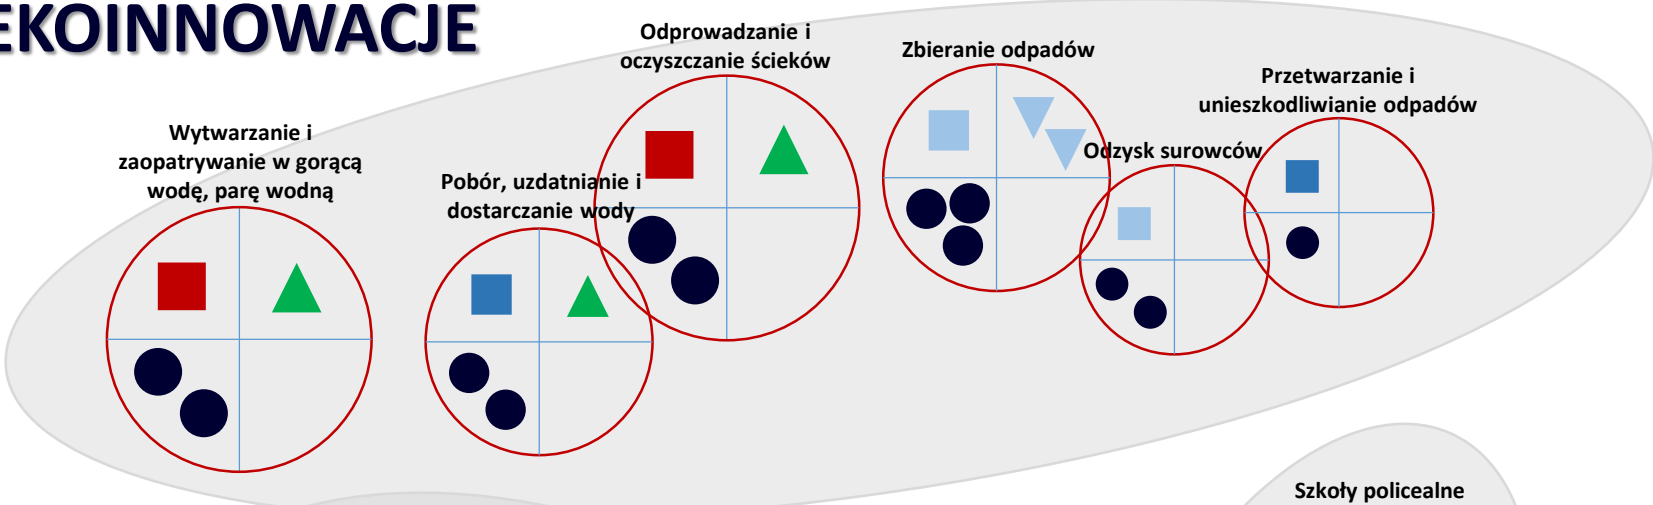 EKOINNOWACJE
Wytwarzanie i
zaopatrywanie w gorącą
wodę, parę wodną
Pobór, uzdatnianie i
dostarczanie wody
Odprowadzanie i
oczyszczanie ścieków
Zbieranie odpadów
Odzysk surowców
Przetwarzanie i
unieszkodliwianie odpadów
Szkoły policealne